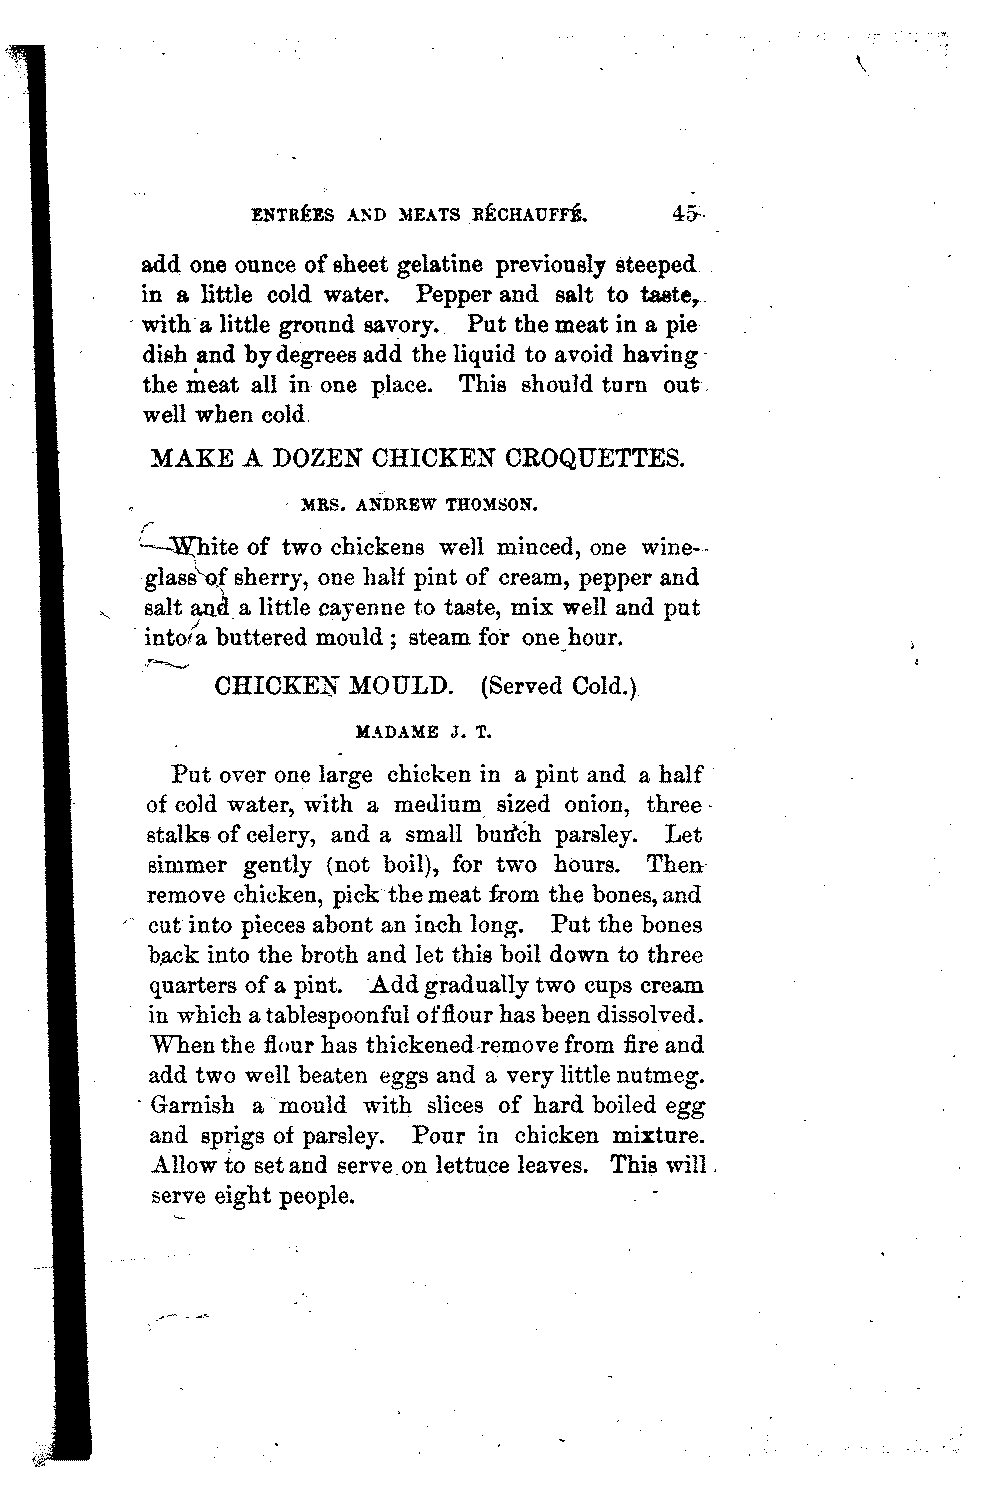 ENTRÉES AND MEATS RÉCHAUFFÉ. 45
add one ounce of sheet gelatine previously steeped
in a little cold water. Pepper and salt to taste,
with a little ground savory. Put the meat in a pie
dish and by degrees add the liquid to avoid having
the meat all in one place. This should turn out
well when cold.
MAKE A DOZEN CHICKEN CROQUETTES.
MRS. ANDREW THOMSON.
White of two chickens well minced, one wine-
glass of sherry, one half pint of cream, pepper and
salt and a little cayenne to taste, mix well and put
into a buttered mould ; steam for one hour.
CHICKEN MOULD. (Served Cold.)
MADAME J. T.
Put over one large chicken in a pint and a half
of cold water, with a medium sized onion, three
stalks of celery, and a small bunch parsley. Let
simmer gently (not boil), for two hours. Then
remove chicken, pick the meat from the bones, and
cut into pieces about an inch long. Put the bones
back into the broth and let this boil down to three
quarters of a pint. Add gradually two cups cream
in which a tablespoonful of flour has been dissolved.
When the flour has thickened remove from fire and
add two well beaten eggs and a very little nutmeg.
Garnish a mould with slices of hard boiled egg
and sprigs of parsley. Pour in chicken mixture.
Allow to set and serve on lettuce leaves. This will
serve eight people.